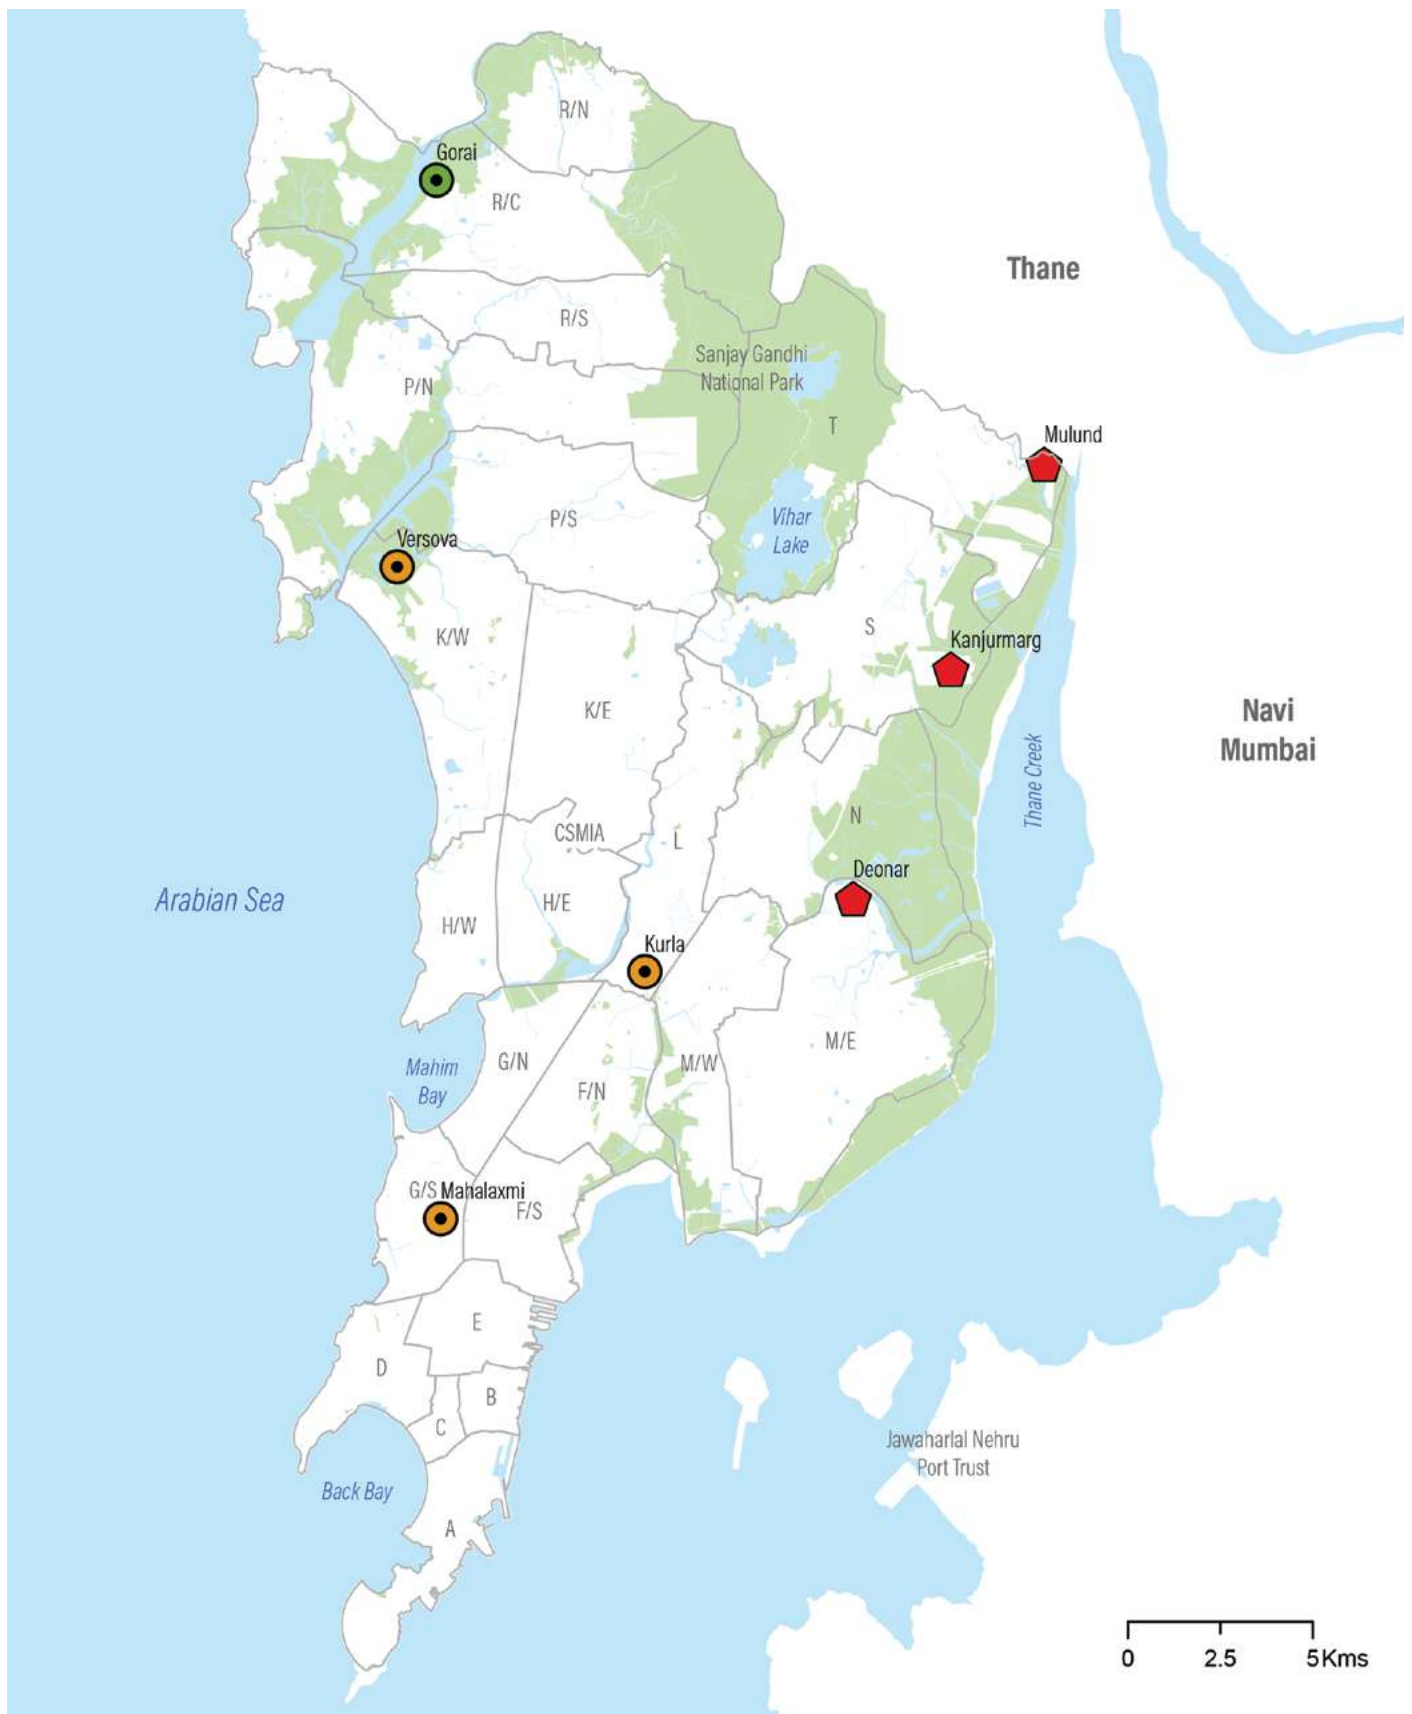 R/N
Gorai
R/C
Thane
R/S
Sanjay Gandhi
National Park
P/N
T
Mulund
P/S
Vihar
Lake
Versova
K/W
S
Kanjurmarg
K/E
Navi
Mumbai
Thane Creek
CSMIA
L
N
Deonar
Arabian Sea
H/E
H/W
Kurla
M/E
G/N
M/W
Mahim
Bay
F/N
G/S
Mahalaxmi
F/S
E
D
B
C
Jawaharlal Nehru
Port Trust
Back Bay
A
0 2.5 5Kms